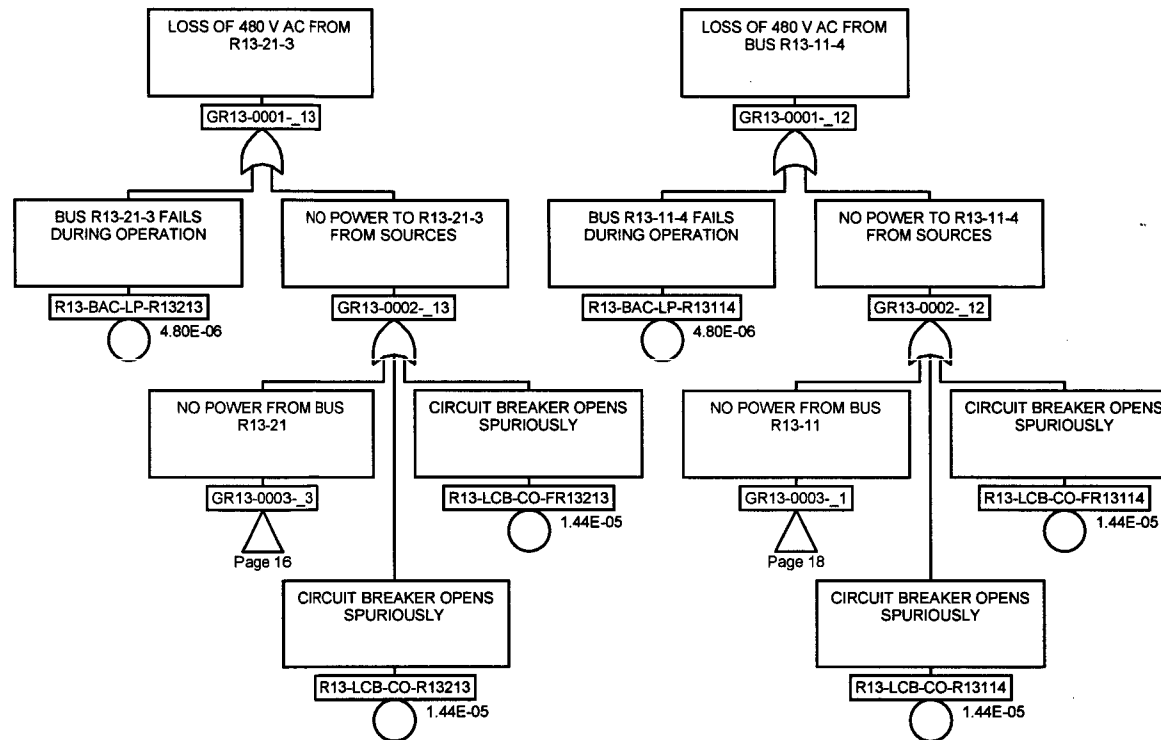 LOSS OF 480 V AC FROM
R13-21-3
GR13-0001-_13
BUS R13-21-3 FAILS
DURING OPERATION
R13-BAC-LP-R13213
4.80E-06
NO POWER TO R13-21-3
FROM SOURCES
GR13-0002-_13
NO POWER FROM BUS
R13-21
GR13-0003-_3
Page 16
CIRCUIT BREAKER OPENS
SPURIOUSLY
R13-LCB-CO-FR13213
1.44E-05
CIRCUIT BREAKER OPENS
SPURIOUSLY
R13-LCB-CO-R13213
1.44E-05
LOSS OF 480 V AC FROM
BUS R13-11-4
GR13-0001-_12
BUS R13-11-4 FAILS
DURING OPERATION
R13-BAC-LP-R13114
4.80E-06
NO POWER TO R13-11-4
FROM SOURCES
GR13-0002-_12
NO POWER FROM BUS
R13-11
GR13-0003-_1
Page 18
CIRCUIT BREAKER OPENS
SPURIOUSLY
R13-LCB-CO-FR13114
1.44E-05
CIRCUIT BREAKER OPENS
SPURIOUSLY
R13-LCB-CO-R13114
1.44E-05